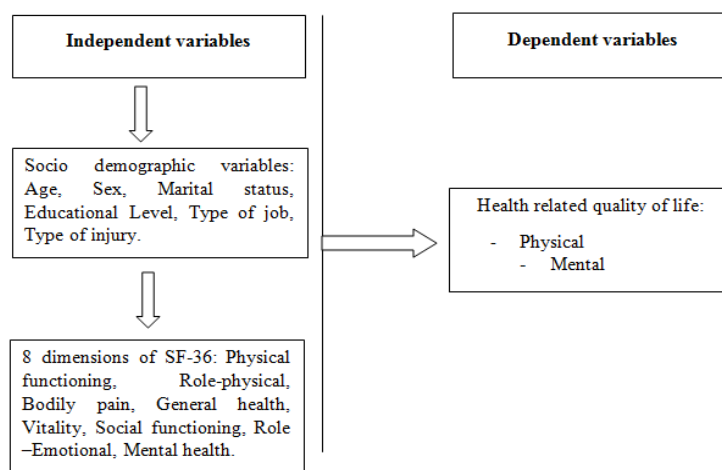 Independent variables
Dependent variables
Socio demographic variables:
Age, Sex, Marital status,
Educational Level, Type of job,
Type of injury.
Health related quality of life:
- Physical
- Mental
8 dimensions of SF-36: Physical
functioning, Role-physical,
Bodily pain, General health,
Vitality, Social functioning, Role
–Emotional, Mental health.